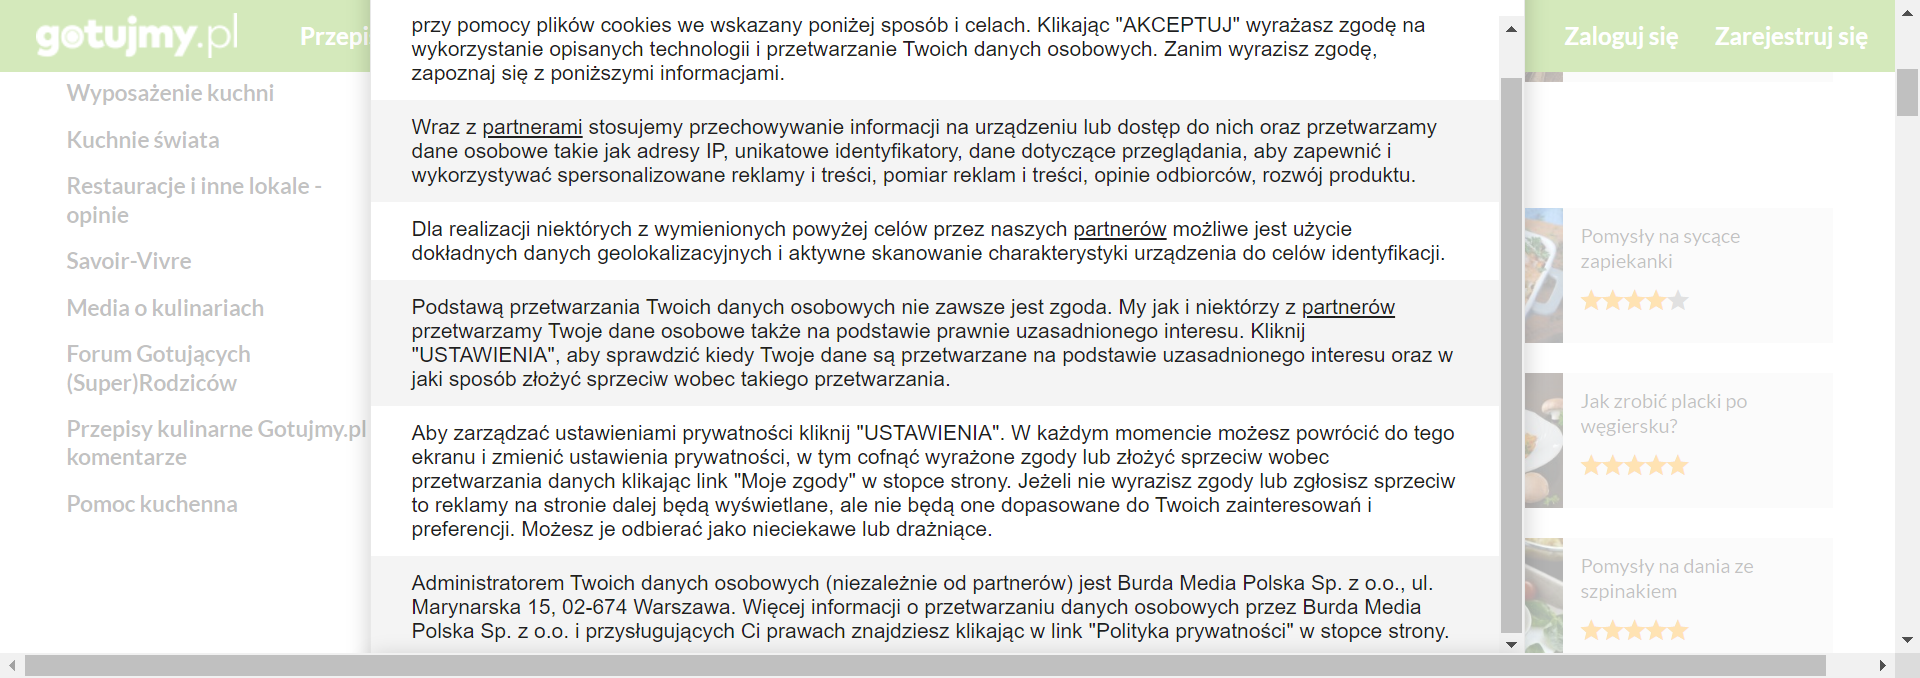 gotujmy.pl
Przepi
Zaloguj się
Zarejestruj się
Wyposażenie kuchni
Kuchnie świata
Restauracje i inne lokale -
opinie
Savoir-Vivre
Media o kulinariach
Forum Gotujących
(Super)Rodziców
Przepisy kulinarne Gotujmy.pl
komentarze
Pomoc kuchenna
przy pomocy plików cookies we wskazany poniżej sposób i celach. Klikając "AKCEPTUJ" wyrażasz zgodę na
wykorzystanie opisanych technologii i przetwarzanie Twoich danych osobowych. Zanim wyrazisz zgodę,
zapoznaj się z poniższymi informacjami.
Wraz z partnerami stosujemy przechowywanie informacji na urządzeniu lub dostęp do nich oraz przetwarzamy
dane osobowe takie jak adresy IP, unikatowe identyfikatory, dane dotyczące przeglądania, aby zapewnić i
wykorzystywać spersonalizowane reklamy i treści, pomiar reklam i treści, opinie odbiorców, rozwój produktu.
Dla realizacji niektórych z wymienionych powyżej celów przez naszych partnerów możliwe jest użycie
dokładnych danych geolokalizacyjnych i aktywne skanowanie charakterystyki urządzenia do celów identyfikacji.
Podstawą przetwarzania Twoich danych osobowych nie zawsze jest zgoda. My jak i niektórzy z partnerów
przetwarzamy Twoje dane osobowe także na podstawie prawnie uzasadnionego interesu. Kliknij
"USTAWIENIA", aby sprawdzić kiedy Twoje dane są przetwarzane na podstawie uzasadnionego interesu oraz w
jaki sposób złożyć sprzeciw wobec takiego przetwarzania.
Aby zarządzać ustawieniami prywatności kliknij "USTAWIENIA". W każdym momencie możesz powrócić do tego
ekranu i zmienić ustawienia prywatności, w tym cofnąć wyrażone zgody lub złożyć sprzeciw wobec
przetwarzania danych klikając link "Moje zgody" w stopce strony. Jeżeli nie wyrazisz zgody lub zgłosisz sprzeciw
to reklamy na stronie dalej będą wyświetlane, ale nie będą one dopasowane do Twoich zainteresowań i
preferencji. Możesz je odbierać jako nieciekawe lub drażniące.
Administratorem Twoich danych osobowych (niezależnie od partnerów) jest Burda Media Polska Sp. z o.o., ul.
Marynarska 15, 02-674 Warszawa. Więcej informacji o przetwarzaniu danych osobowych przez Burda Media
Polska Sp. z o.o. i przysługujących Ci prawach znajdziesz klikając w link "Polityka prywatności" w stopce strony.
Pomysły na sycące
zapiekanki
Jak zrobić placki po
węgiersku?
Pomysły na dania ze
szpinakiem